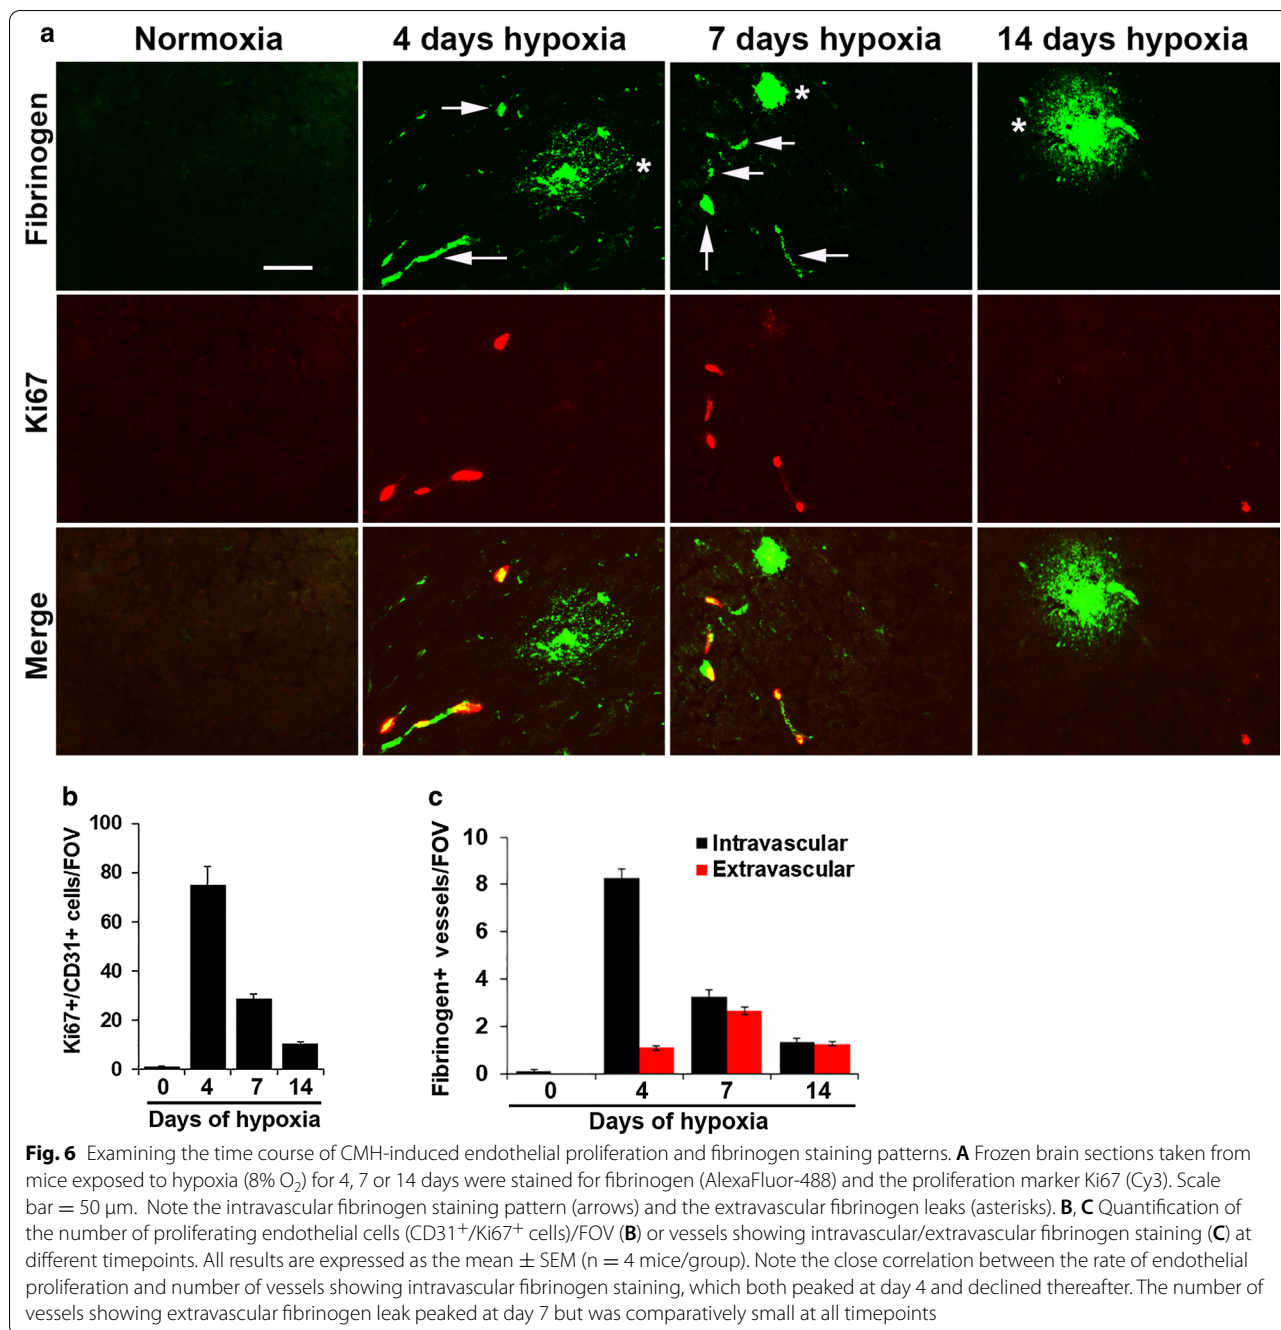 a
Normoxia
4 days hypoxia
7 days hypoxia
14 days hypoxia
Fibrinogen
*
*
*
Ki67
Merge
b
Ki67+/CD31+ cells/FOV
100
80
60
40
20
0
0 4 7 14
Days of hypoxia
c
Fibrinogen+ vessels/FOV
10
8
6
4
2
0
Intravascular
Extravascular
0 4 7 14
Days of hypoxia
Fig. 6 Examining the time course of CMH-induced endothelial proliferation and fibrinogen staining patterns. A Frozen brain sections taken from
mice exposed to hypoxia (8% O₂) for 4, 7 or 14 days were stained for fibrinogen (AlexaFluor-488) and the proliferation marker Ki67 (Cy3). Scale
bar = 50 μm. Note the intravascular fibrinogen staining pattern (arrows) and the extravascular fibrinogen leaks (asterisks). B, C Quantification of
the number of proliferating endothelial cells (CD31⁺/Ki67⁺ cells)/FOV (B) or vessels showing intravascular/extravascular fibrinogen staining (C) at
different timepoints. All results are expressed as the mean ± SEM (n = 4 mice/group). Note the close correlation between the rate of endothelial
proliferation and number of vessels showing intravascular fibrinogen staining, which both peaked at day 4 and declined thereafter. The number of
vessels showing extravascular fibrinogen leak peaked at day 7 but was comparatively small at all timepoints